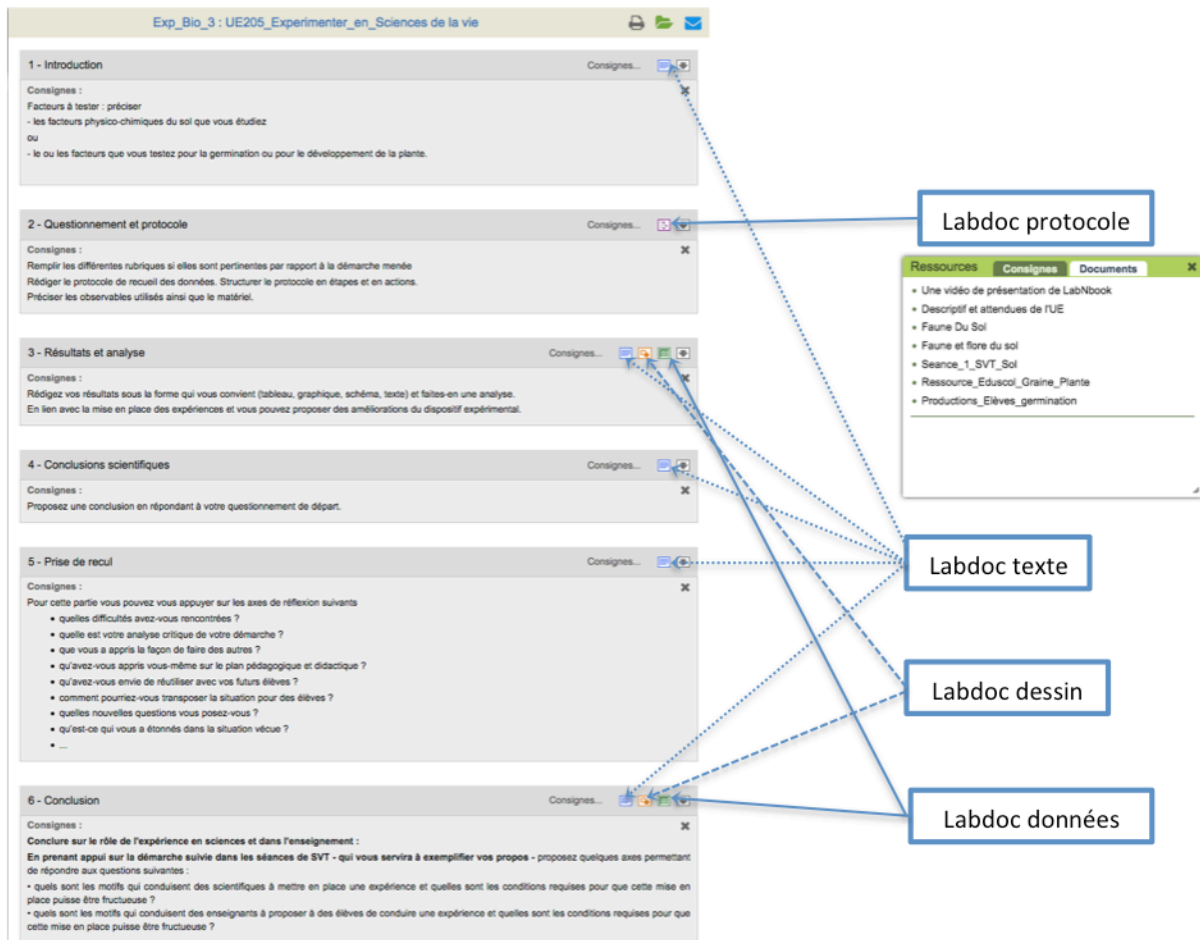 Exp_Bio_3 : UE205_Experimenter_en_Sciences de la vie
1 - Introduction
Consignes...
Consignes :
Facteurs à tester : préciser
- les facteurs physico-chimiques du sol que vous étudiez
ou
- le ou les facteurs que vous testez pour la germination ou pour le développement de la plante.
2 - Questionnement et protocole
Consignes...
Consignes :
Remplir les différentes rubriques si elles sont pertinentes par rapport à la démarche menée
Rédiger le protocole de recueil des données. Structurer le protocole en étapes et en actions.
Préciser les observables utilisés ainsi que le matériel.
3 - Résultats et analyse
Consignes...
Consignes :
Rédigez vos résultats sous la forme qui vous convient (tableau, graphique, schéma, texte) et faites-en une analyse.
En lien avec la mise en place des expériences et vous pouvez proposer des améliorations du dispositif expérimental.
4 - Conclusions scientifiques
Consignes...
Consignes :
Proposez une conclusion en répondant à votre questionnement de départ.
5 - Prise de recul
Consignes...
Consignes :
Pour cette partie vous pouvez vous appuyer sur les axes de réflexion suivants
• quelles difficultés avez-vous rencontrées ?
• quelle est votre analyse critique de votre démarche ?
• que vous a appris la façon de faire des autres ?
• qu'avez-vous appris vous-même sur le plan pédagogique et didactique ?
• qu'avez-vous envie de réutiliser avec vos futurs élèves ?
• comment pourriez-vous transposer la situation pour des élèves ?
• quelles nouvelles questions vous posez-vous ?
• qu'est-ce qui vous a étonnés dans la situation vécue ?
• ...
6 - Conclusion
Consignes...
Consignes :
Conclure sur le rôle de l'expérience en sciences et dans l'enseignement :
En prenant appui sur la démarche suivie dans les séances de SVT - qui vous servira à exemplifier vos propos - proposez quelques axes permettant
de répondre aux questions suivantes :
• quels sont les motifs qui conduisent des scientifiques à mettre en place une expérience et quelles sont les conditions requises pour que cette mise en
place puisse être fructueuse ?
• quels sont les motifs qui conduisent des enseignants à proposer à des élèves de conduire une expérience et quelles sont les conditions requises pour que
cette mise en place puisse être fructueuse ?
Labdoc protocole
Ressources Consignes Documents
• Une vidéo de présentation de LabNbook
• Descriptif et attendues de l'UE
• Faune Du Sol
• Faune et flore du sol
• Seance_1_SVT_Sol
• Ressource_Eduscol_Graine_Plante
• Productions_Elèves_germination
Labdoc texte
Labdoc dessin
Labdoc données